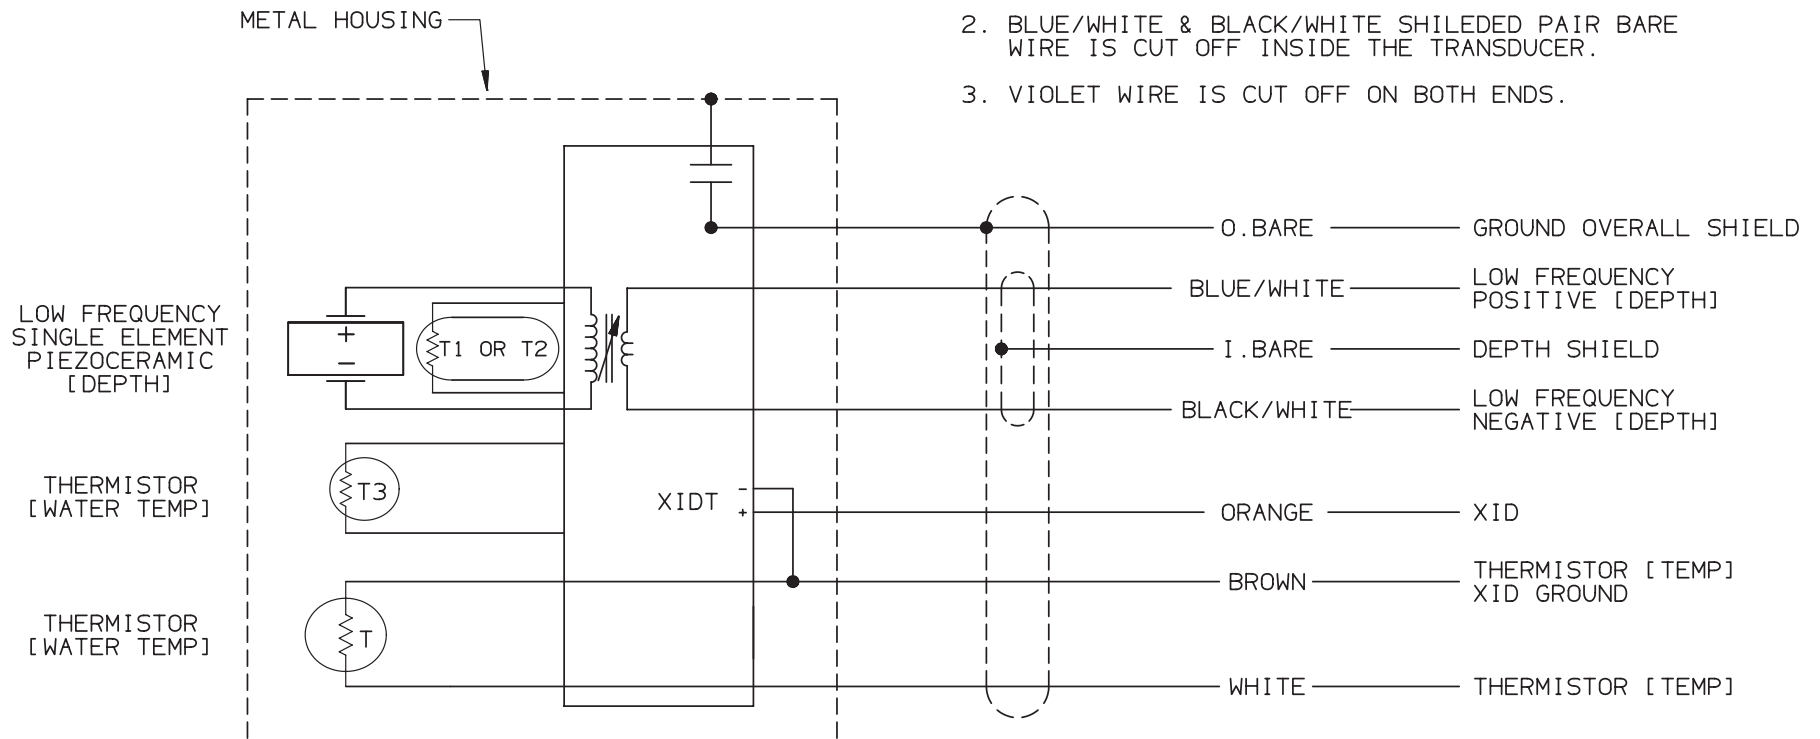 METAL HOUSING
2. BLUE/WHITE & BLACK/WHITE SHILEDED PAIR BARE
WIRE IS CUT OFF INSIDE THE TRANSDUCER.
3. VIOLET WIRE IS CUT OFF ON BOTH ENDS.
O.BARE
GROUND OVERALL SHIELD
BLUE/WHITE
LOW FREQUENCY
POSITIVE [DEPTH]
LOW FREQUENCY
SINGLE ELEMENT
PIEZOCERAMIC
[DEPTH]
+
−
T1 OR T2
I.BARE
DEPTH SHIELD
BLACK/WHITE
LOW FREQUENCY
NEGATIVE [DEPTH]
THERMISTOR
[WATER TEMP]
T3
XIDT
−
+
ORANGE
XID
BROWN
THERMISTOR [TEMP]
XID GROUND
THERMISTOR
[WATER TEMP]
T
WHITE
THERMISTOR [TEMP]